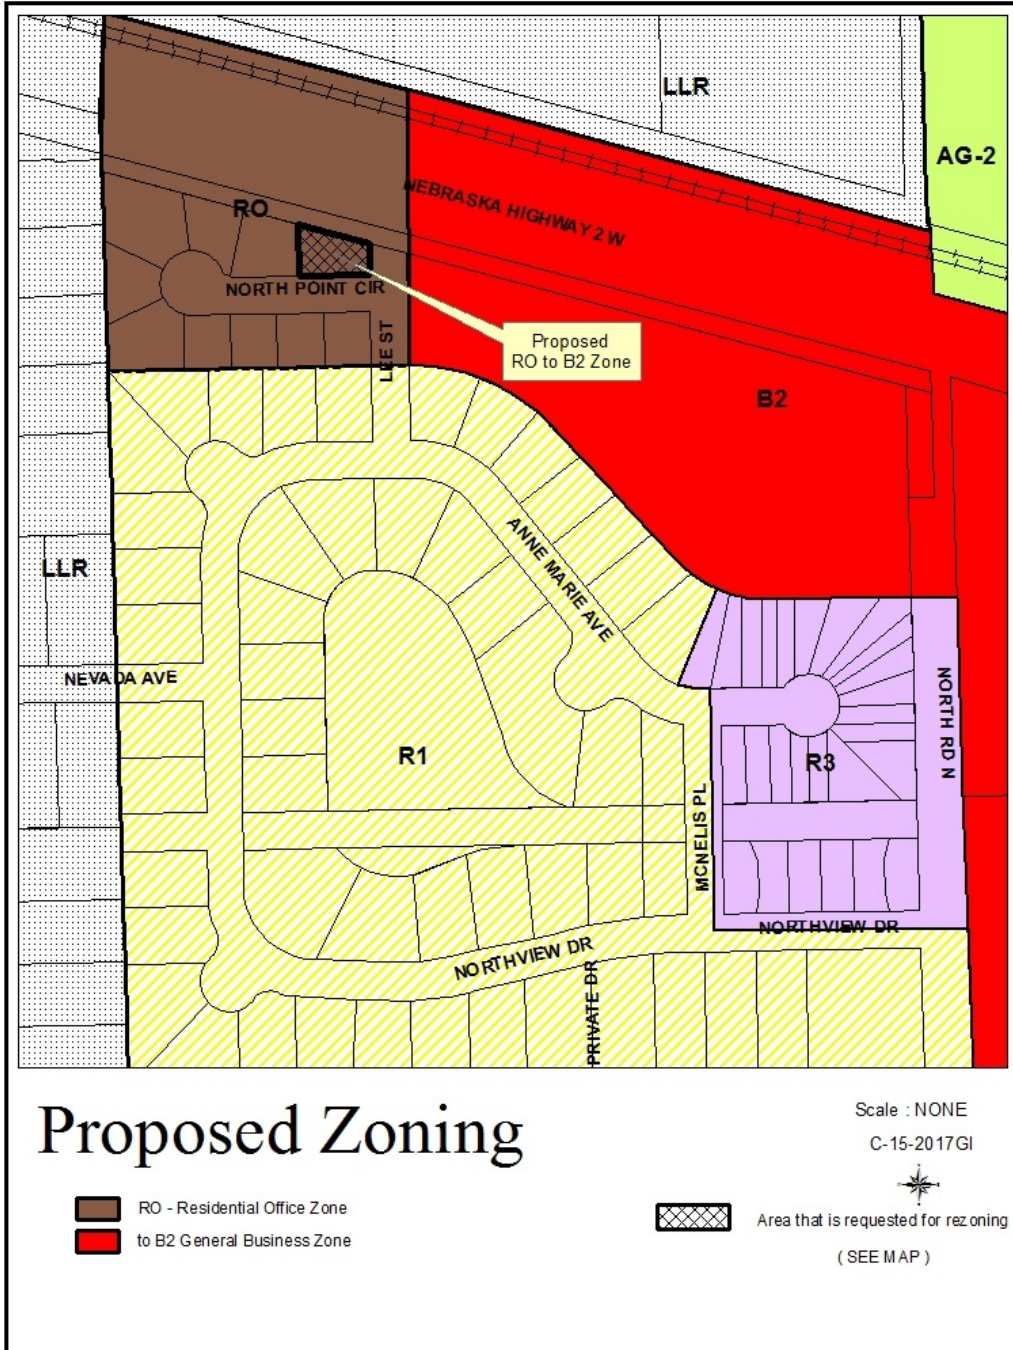 LLR
AG-2
NEBRASKA HIGHWAY 2 W
RO
NORTH POINT CIR
Proposed
RO to B2 Zone
LEE ST
B2
ANNE MARIE AVE
LLR
NEVADA AVE
NORTH RD N
R1
R3
MCNELIS PL
NORTHVIEW DR
NORTHVIEW DR
PRIVATE DR
Proposed Zoning
Scale : NONE
C-15-2017GI
RO - Residential Office Zone
to B2 General Business Zone
Area that is requested for rezoning
( SEE MAP )